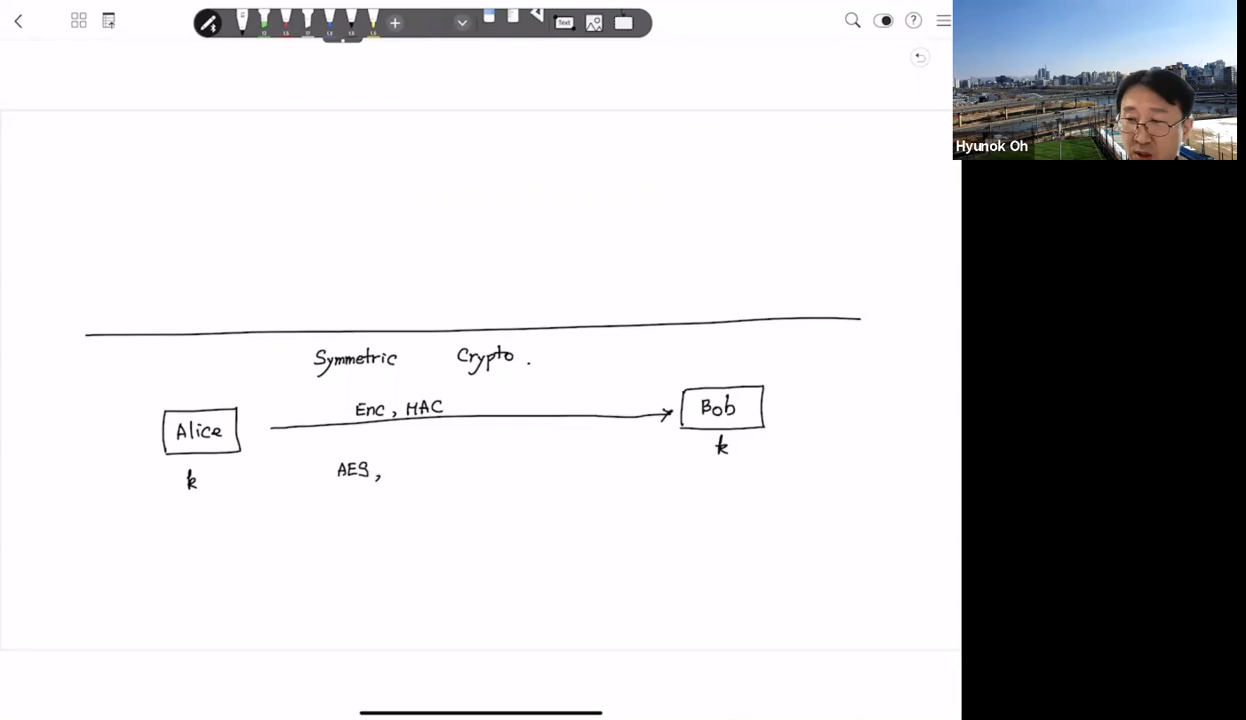 Text
Hyunok Oh
Symmetric Crypto.
Enc, MAC
Alice
Bob
k
k
AES,